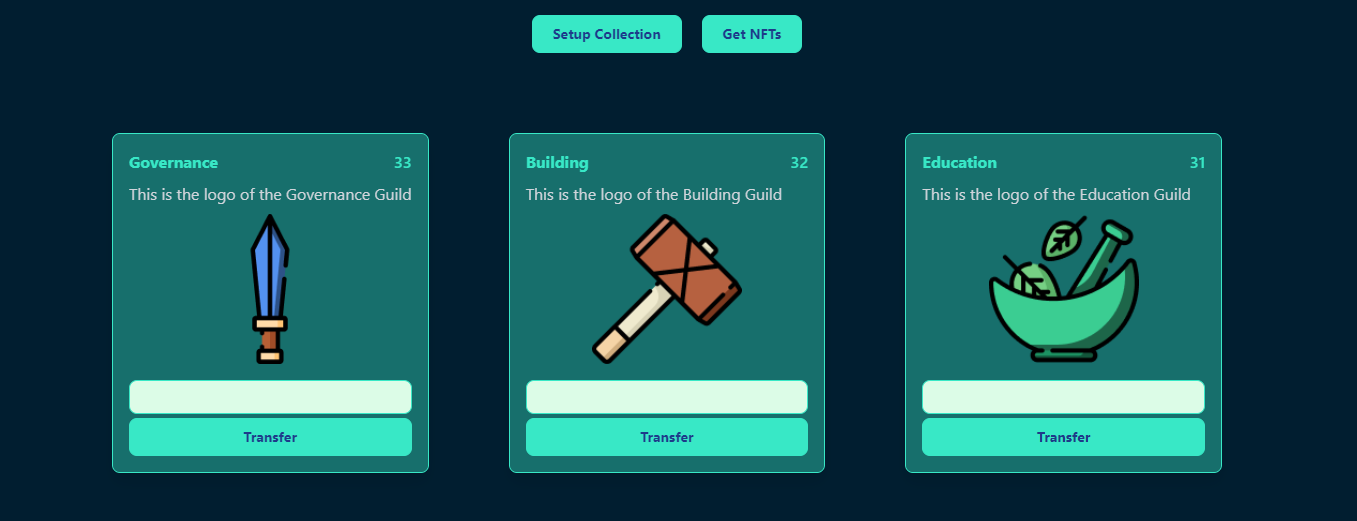 Setup Collection
Get NFTs
Governance 33
This is the logo of the Governance Guild
Transfer
Building 32
This is the logo of the Building Guild
Transfer
Education 31
This is the logo of the Education Guild
Transfer